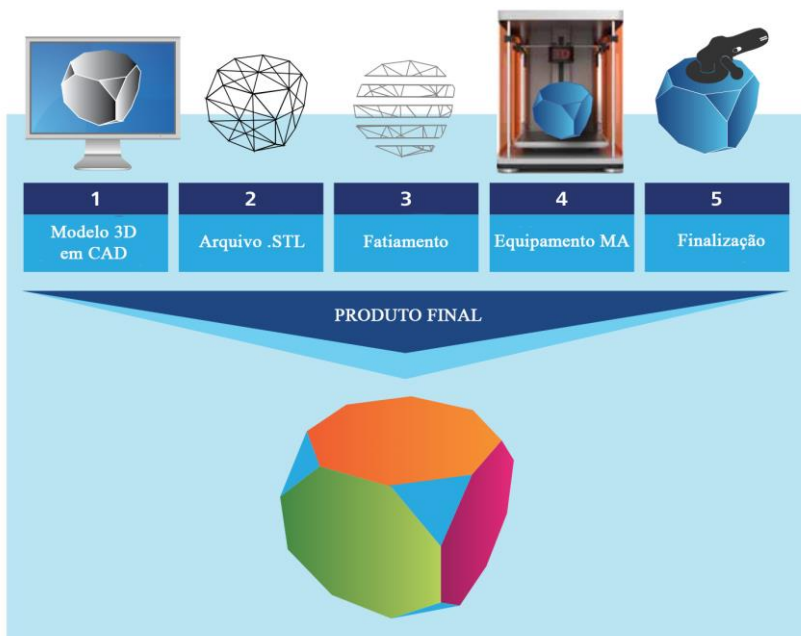 1
Modelo 3D
em CAD
2
Arquivo .STL
3
Fatiamento
4
Equipamento MA
5
Finalização
PRODUTO FINAL